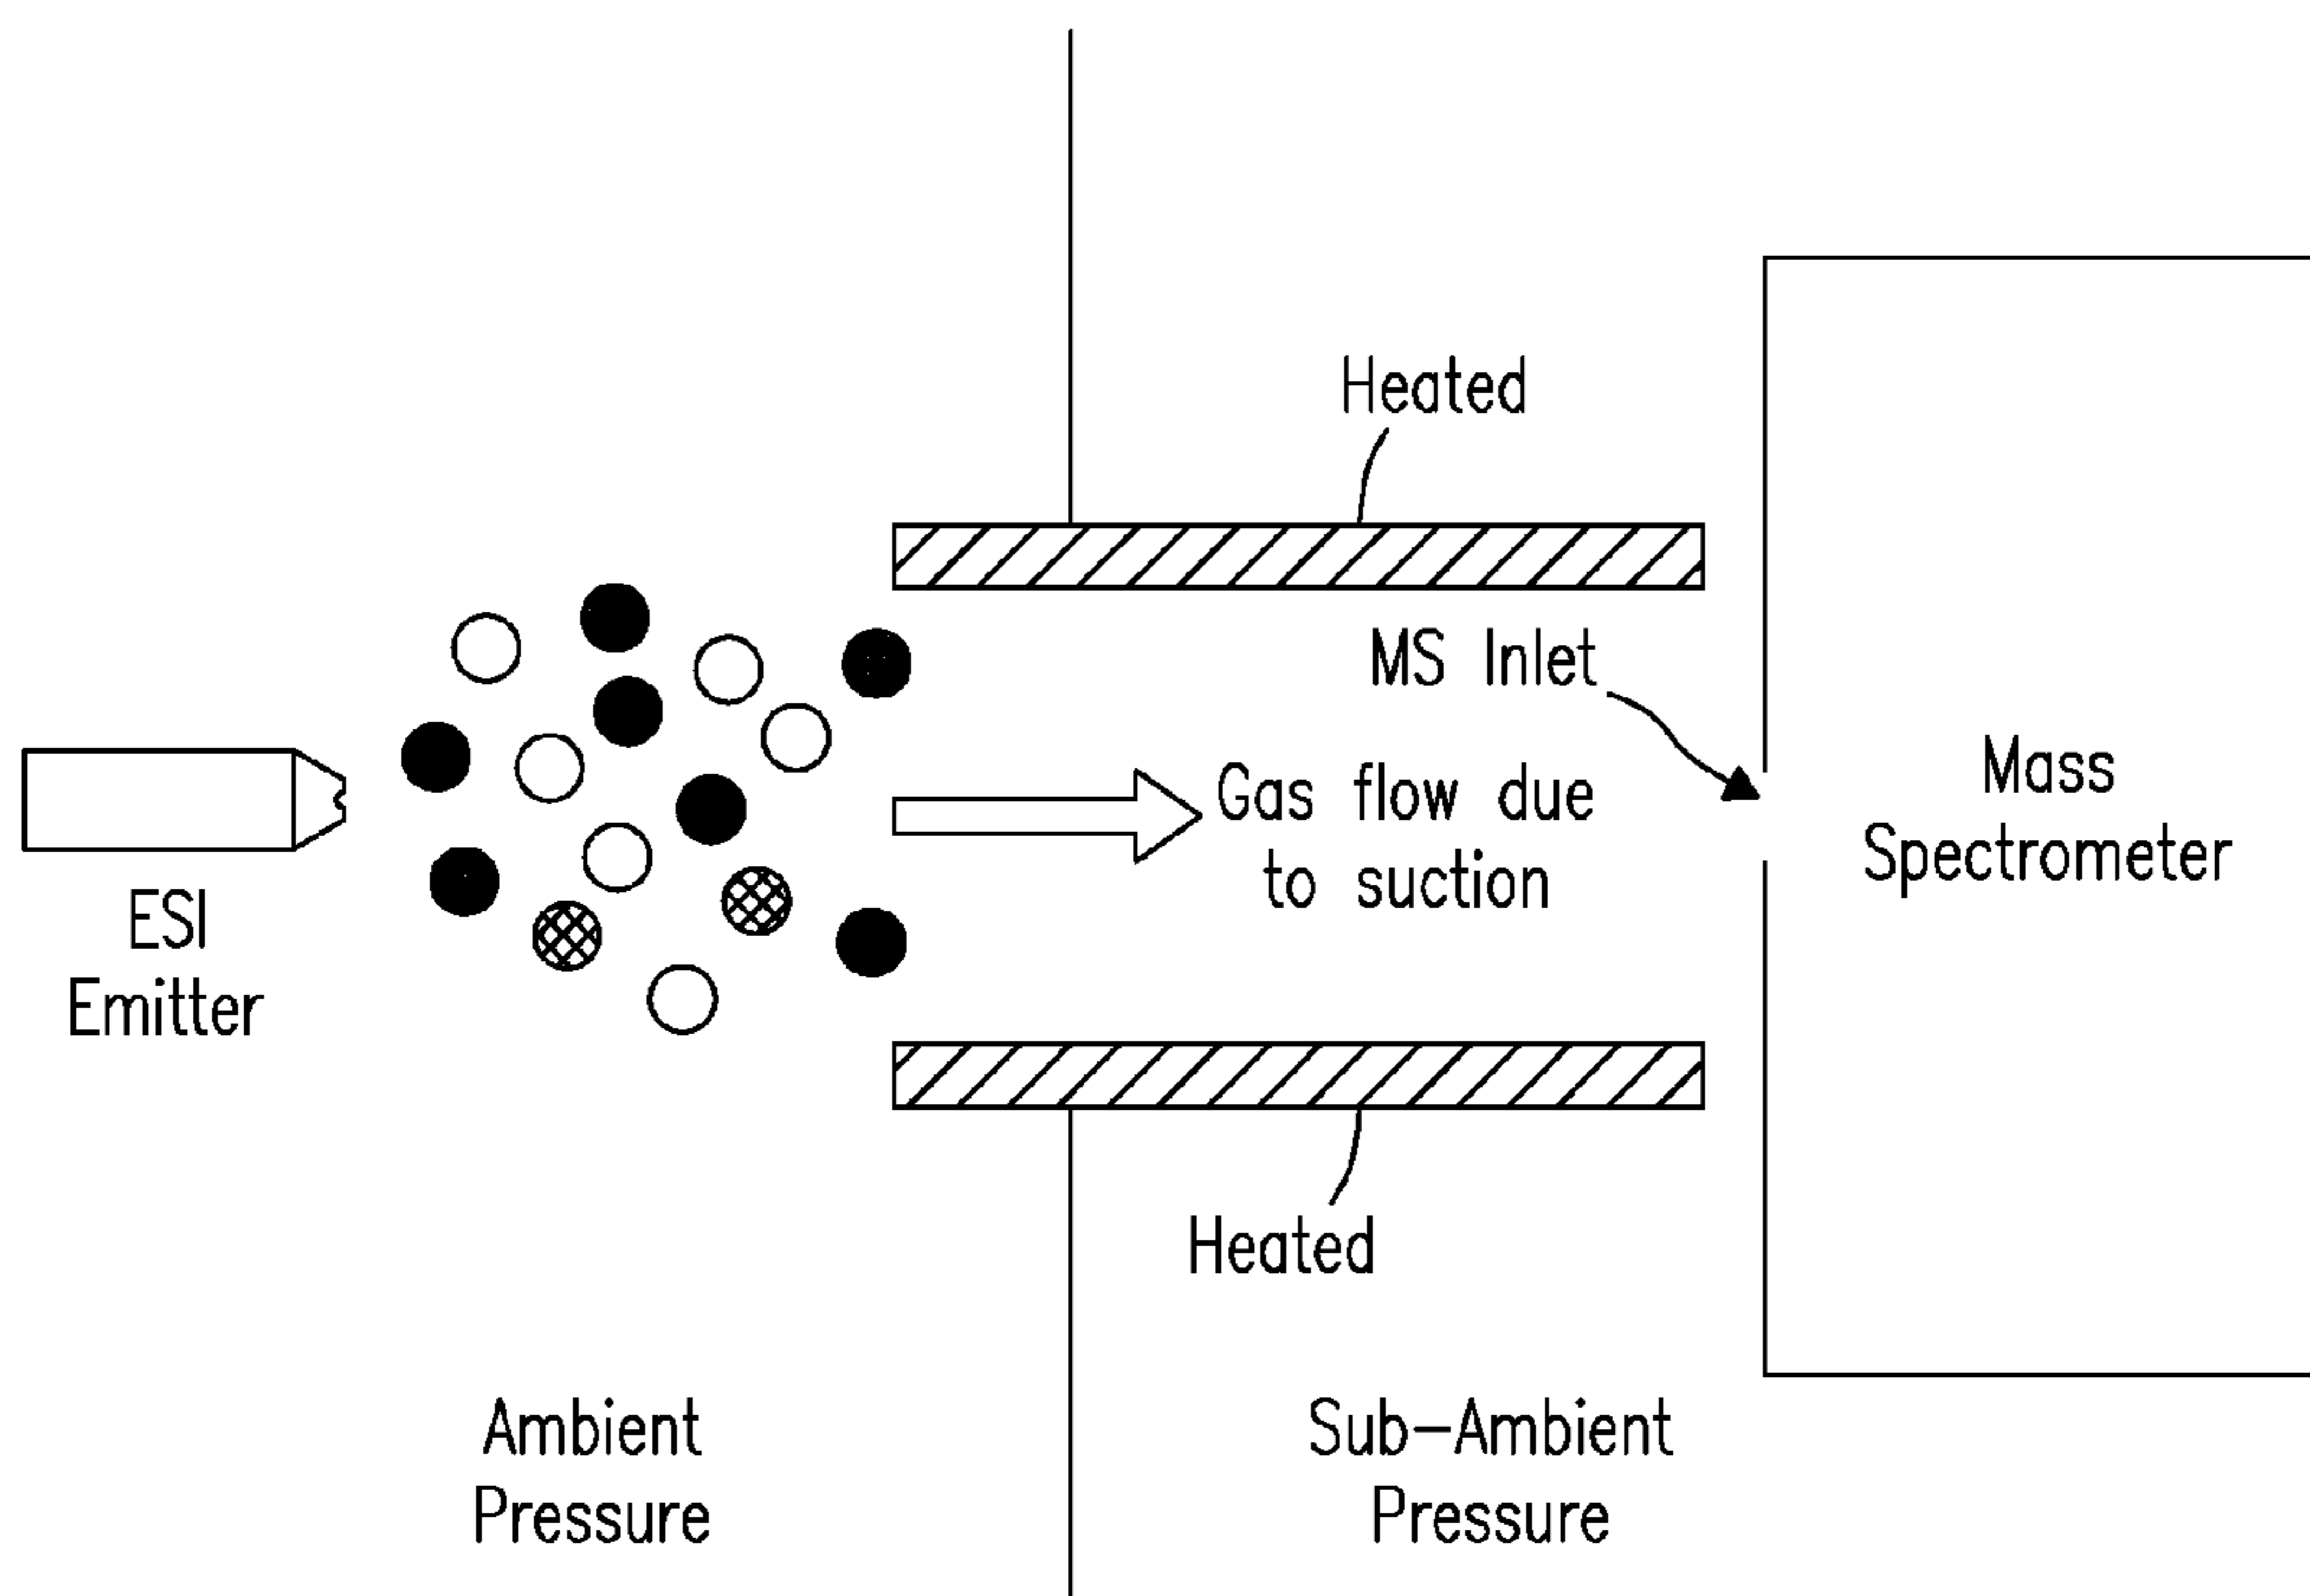 Heated
MS Inlet
Gas flow due
to suction
Mass
Spectrometer
ESI
Emitter
Heated
Ambient
Pressure
Sub-Ambient
Pressure